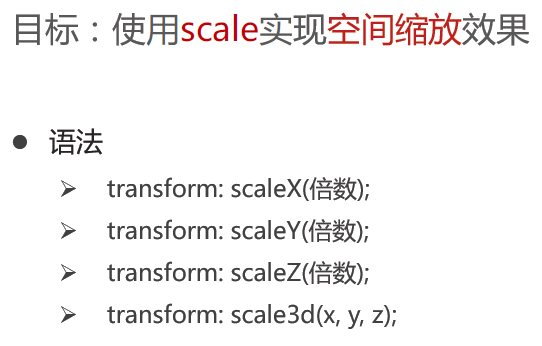 目标：使用scale实现空间缩放效果
● 语法
➢ transform: scaleX(倍数);
➢ transform: scaleY(倍数);
➢ transform: scaleZ(倍数);
➢ transform: scale3d(x, y, z);